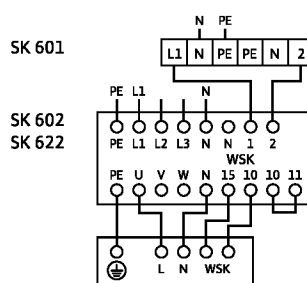 N PE
SK 601
L1 N PE PE N 2
PE L1 N
SK 602
SK 622
PE L1 L2 L3 N N 1 2
WSK
PE U V W N 15 10 10 11
L N WSK